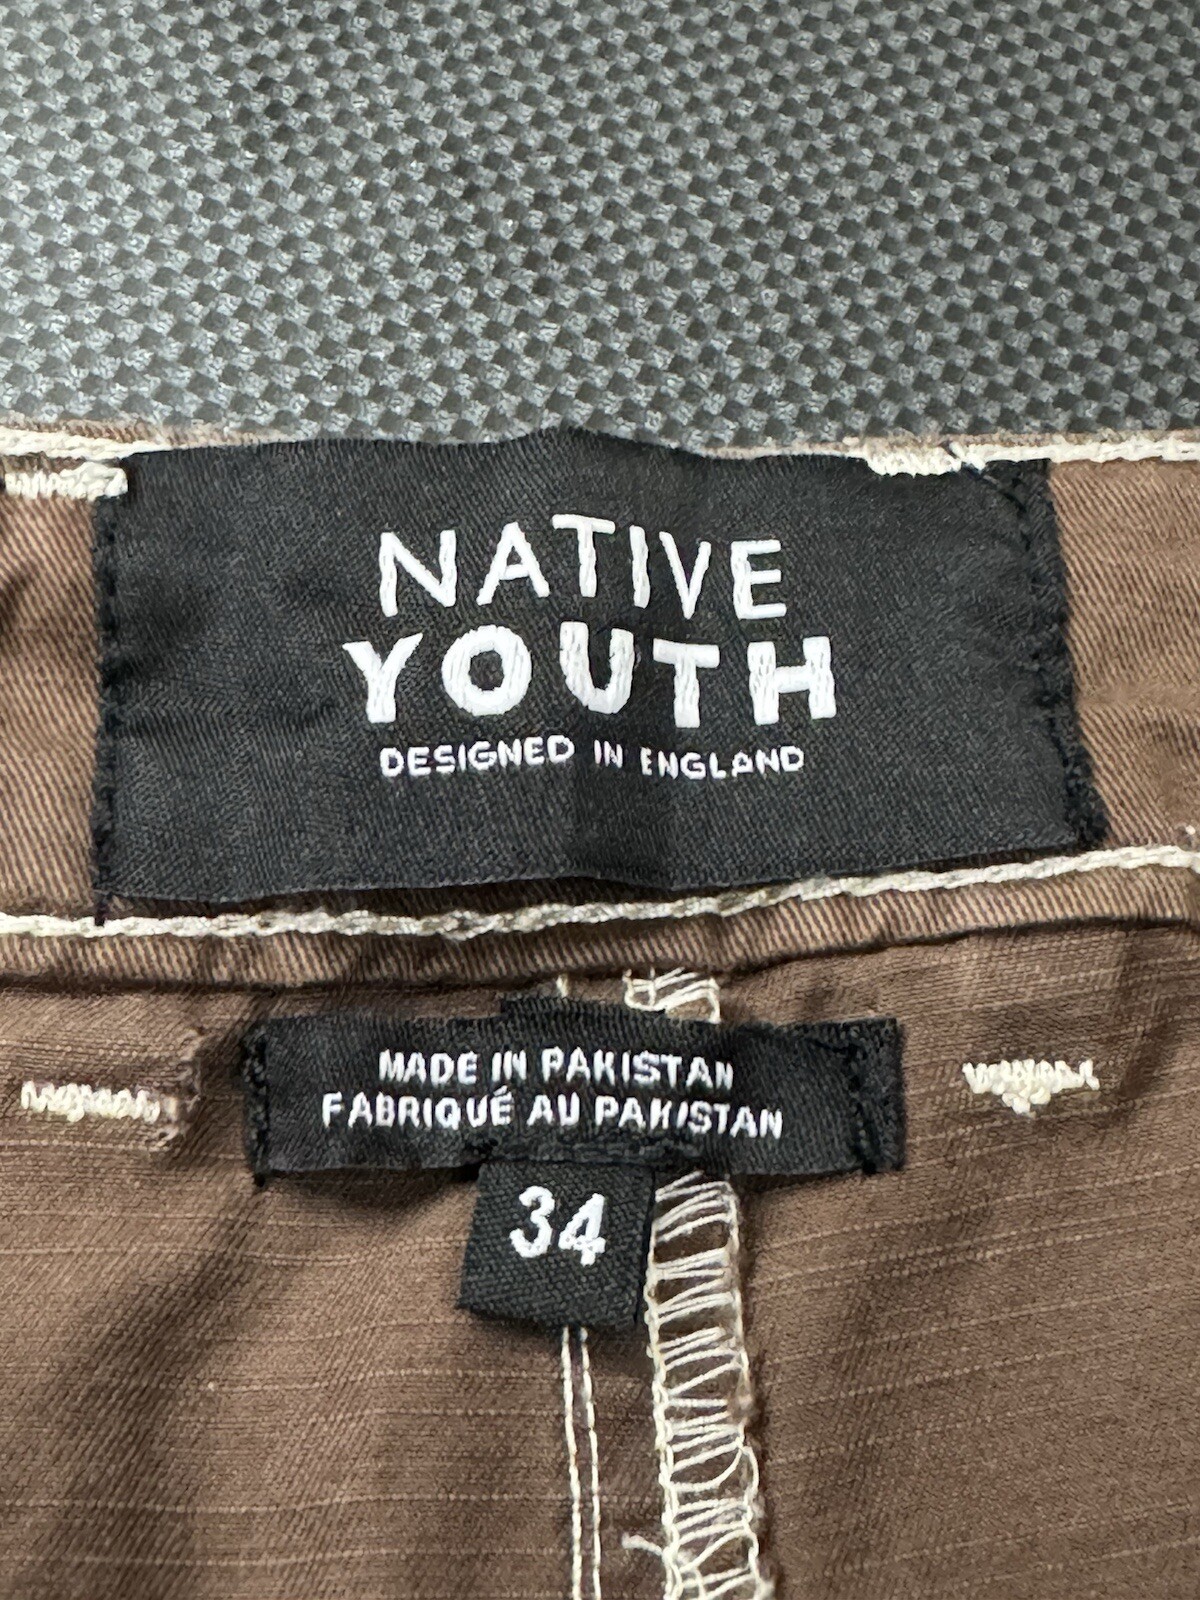 NATIVE
YOUTH
DESIGNED IN ENGLAND
MADE IN PAKISTAN
FABRIQUÉ AU PAKISTAN
34